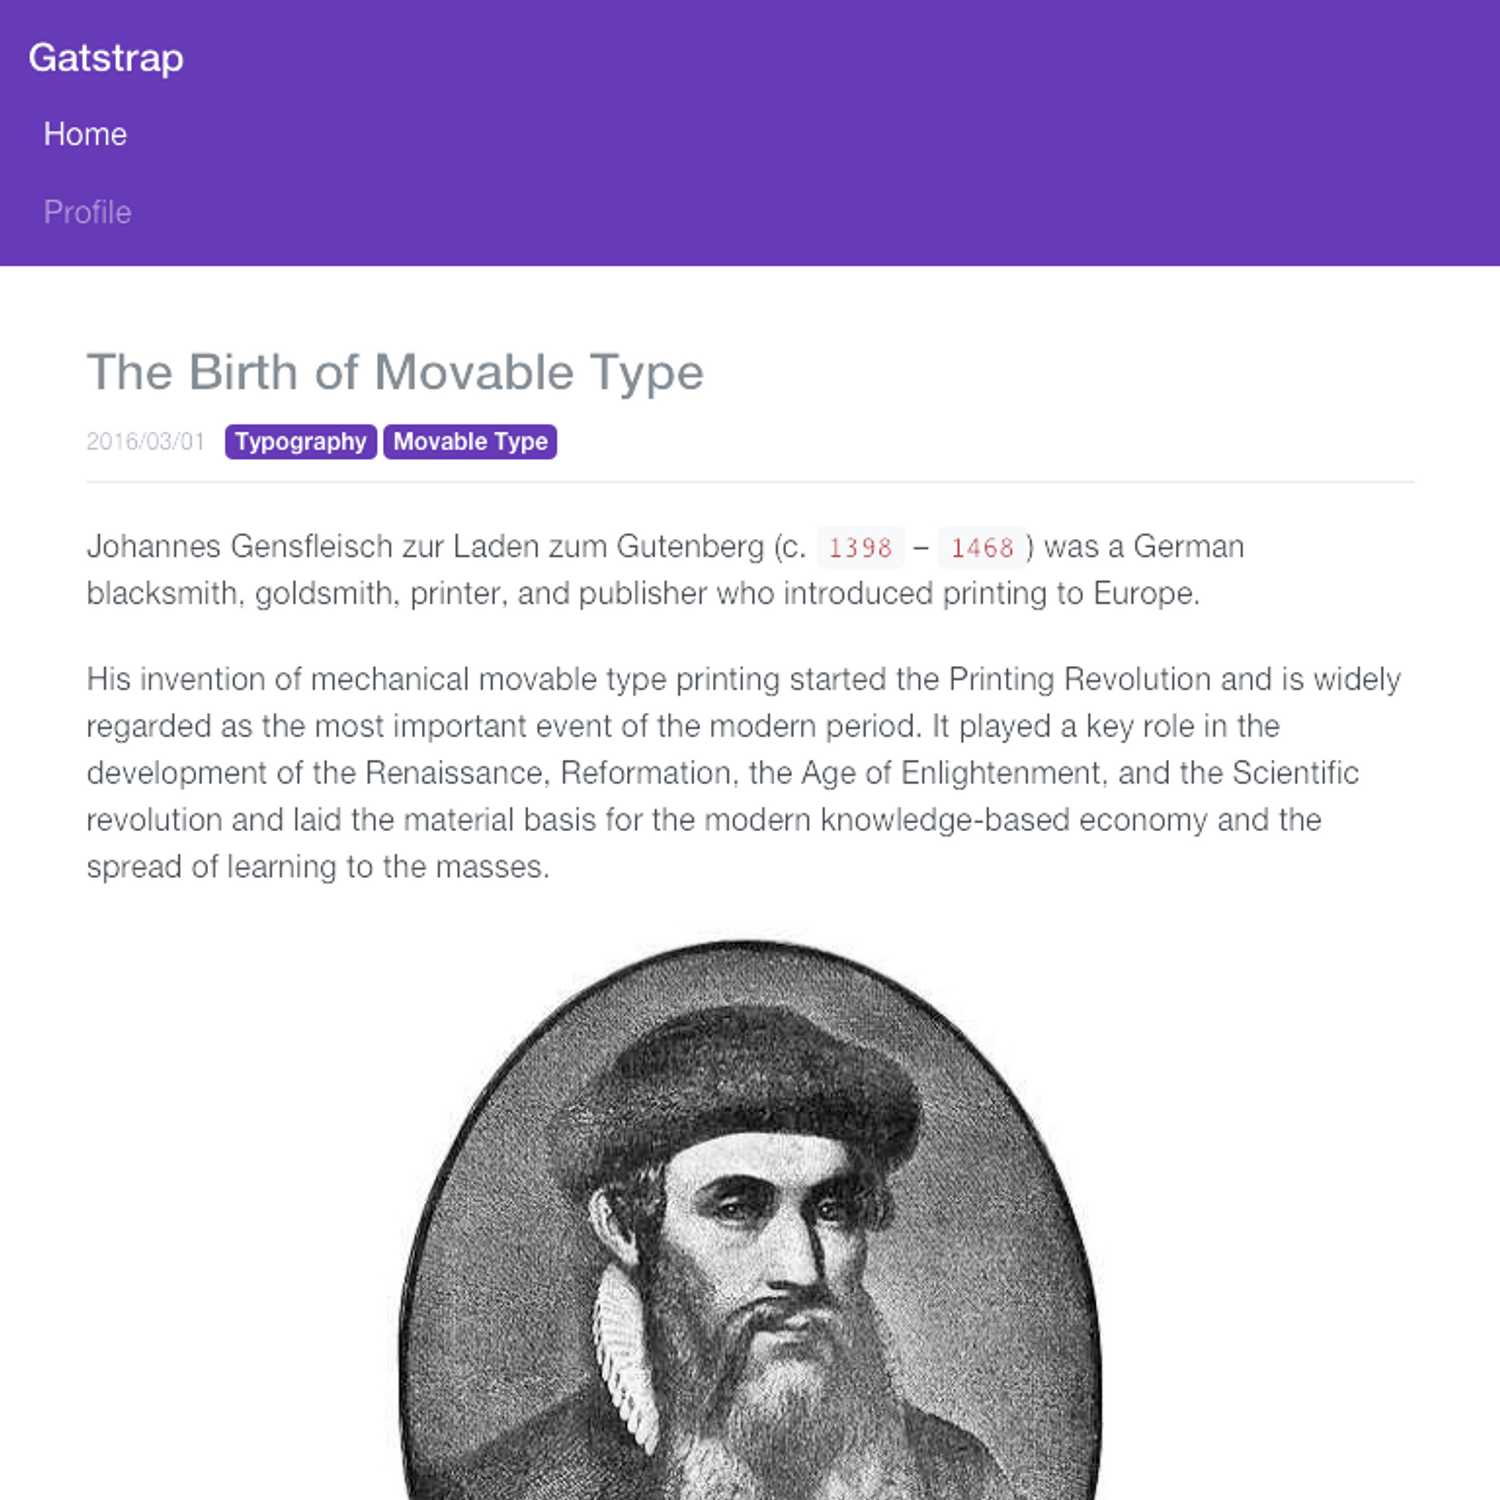 Gatstrap
Home
Profile
The Birth of Movable Type
2016/03/01 Typography Movable Type
Johannes Gensfleisch zur Laden zum Gutenberg (c. 1398 – 1468 ) was a German
blacksmith, goldsmith, printer, and publisher who introduced printing to Europe.
His invention of mechanical movable type printing started the Printing Revolution and is widely
regarded as the most important event of the modern period. It played a key role in the
development of the Renaissance, Reformation, the Age of Enlightenment, and the Scientific
revolution and laid the material basis for the modern knowledge-based economy and the
spread of learning to the masses.